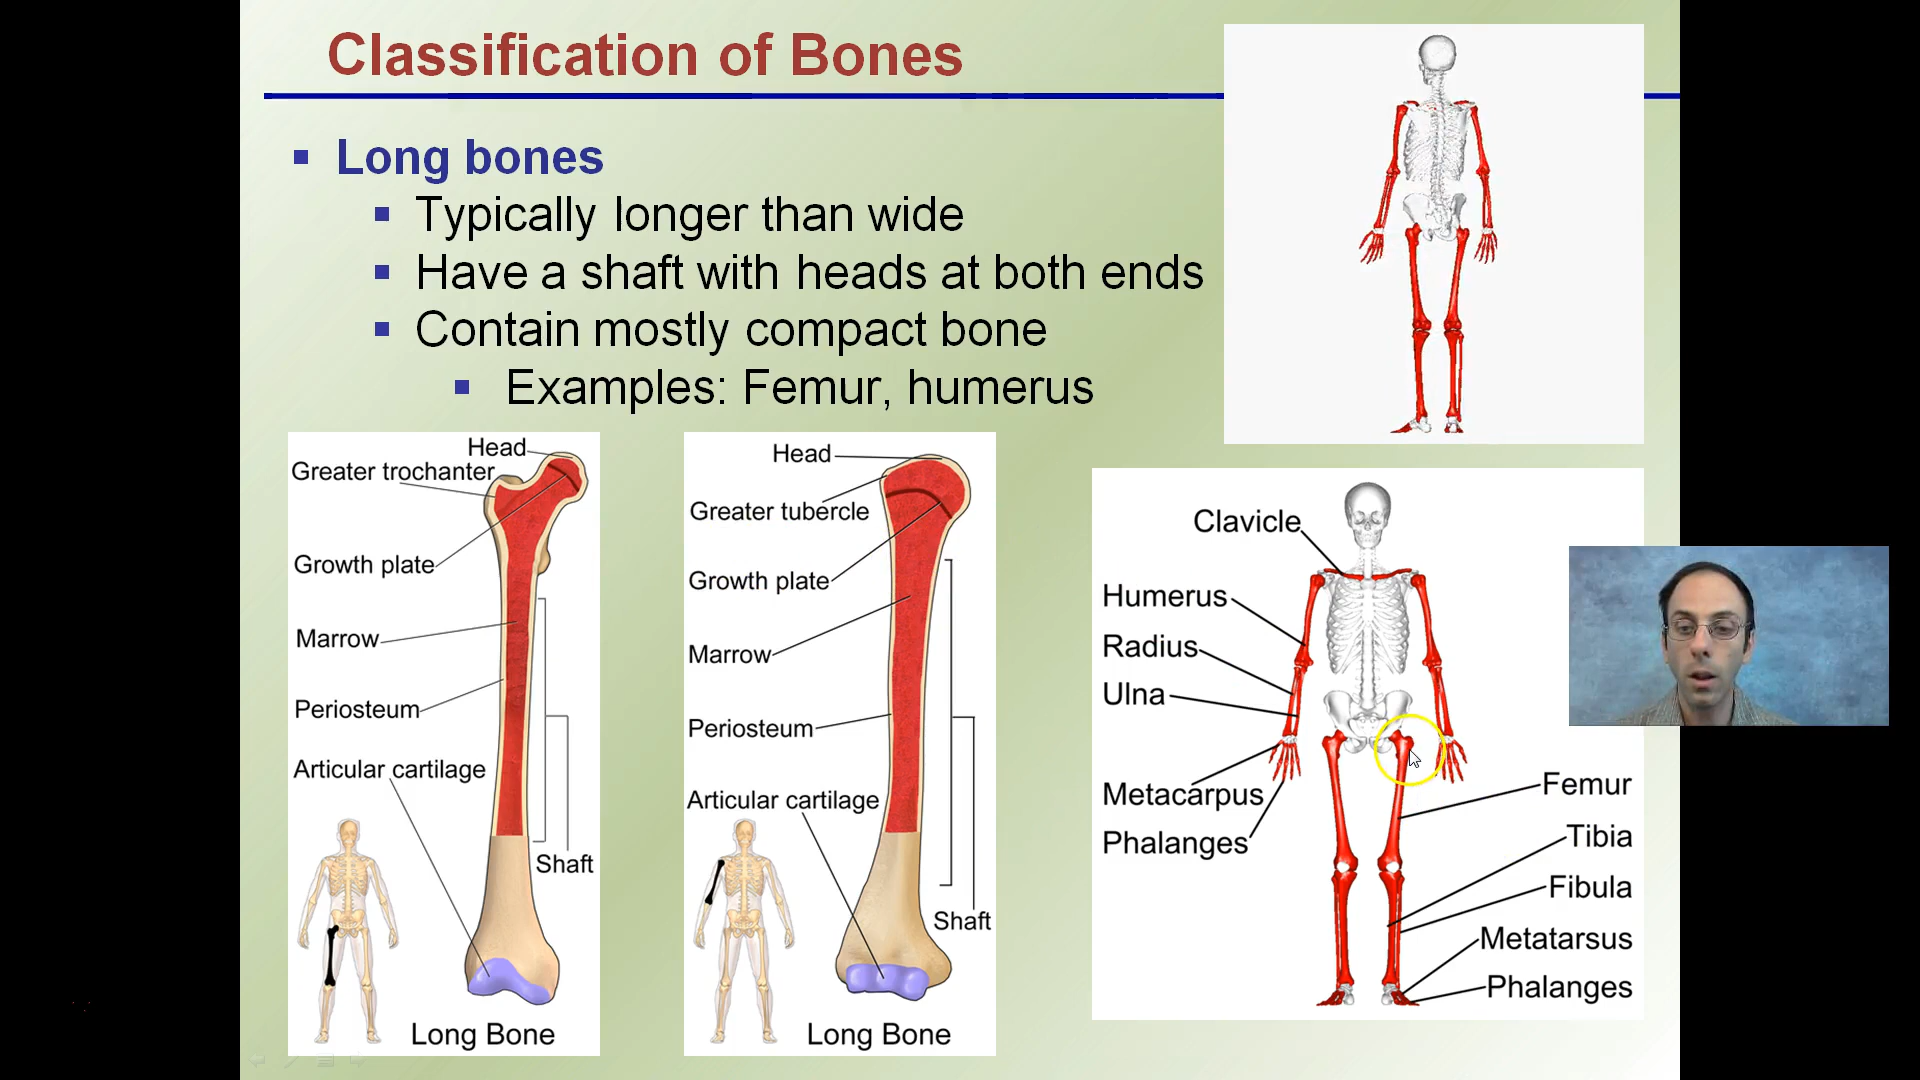 Classification of Bones
Long bones
Typically longer than wide
Have a shaft with heads at both ends
Contain mostly compact bone
Examples: Femur, humerus
Head
Greater trochanter
Growth plate
Marrow
Periosteum
Articular cartilage
Shaft
Long Bone
Head
Greater tubercle
Growth plate
Marrow
Periosteum
Articular cartilage
Shaft
Long Bone
Clavicle
Humerus
Radius
Ulna
Metacarpus
Phalanges
Femur
Tibia
Fibula
Metatarsus
Phalanges